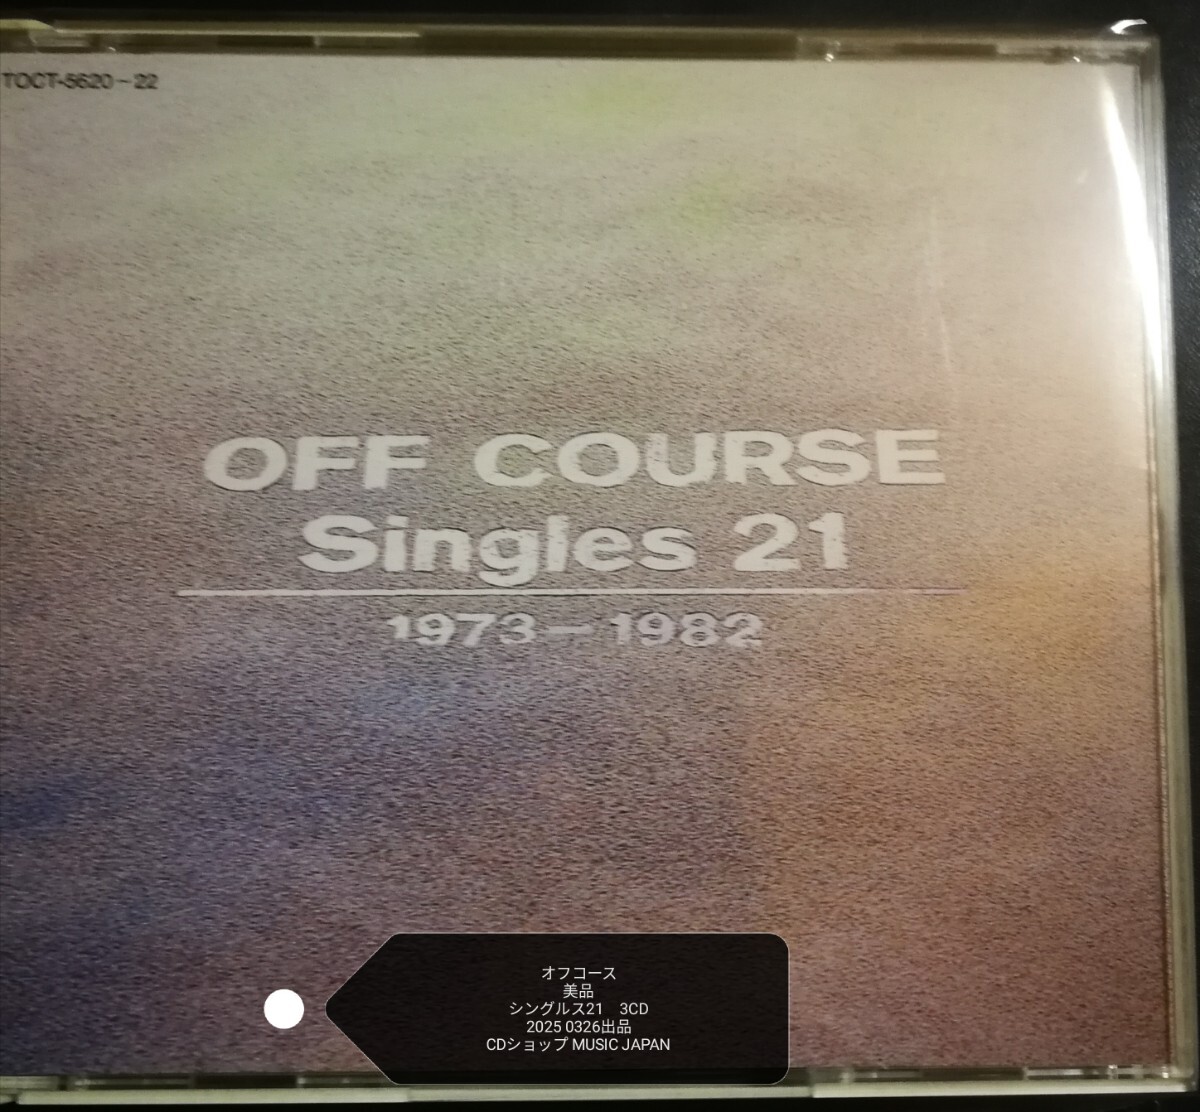 TOCT-5620-22
OFF COURSE
Singles 21
1973-1982
オフコース
美品
シングルス21　3CD
2025 0326出品
CDショップ MUSIC JAPAN